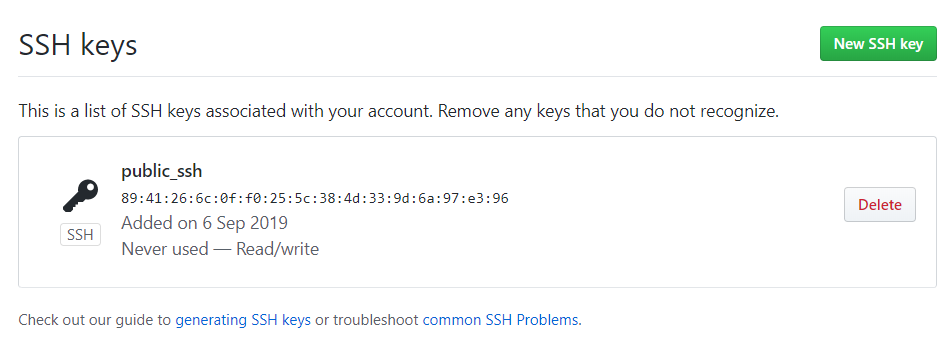 SSH keys
New SSH key
This is a list of SSH keys associated with your account. Remove any keys that you do not recognize.
public_ssh
89:41:26:6c:0f:f0:25:5c:38:4d:33:9d:6a:97:e3:96
Added on 6 Sep 2019
Never used — Read/write
SSH
Delete
Check out our guide to generating SSH keys or troubleshoot common SSH Problems.